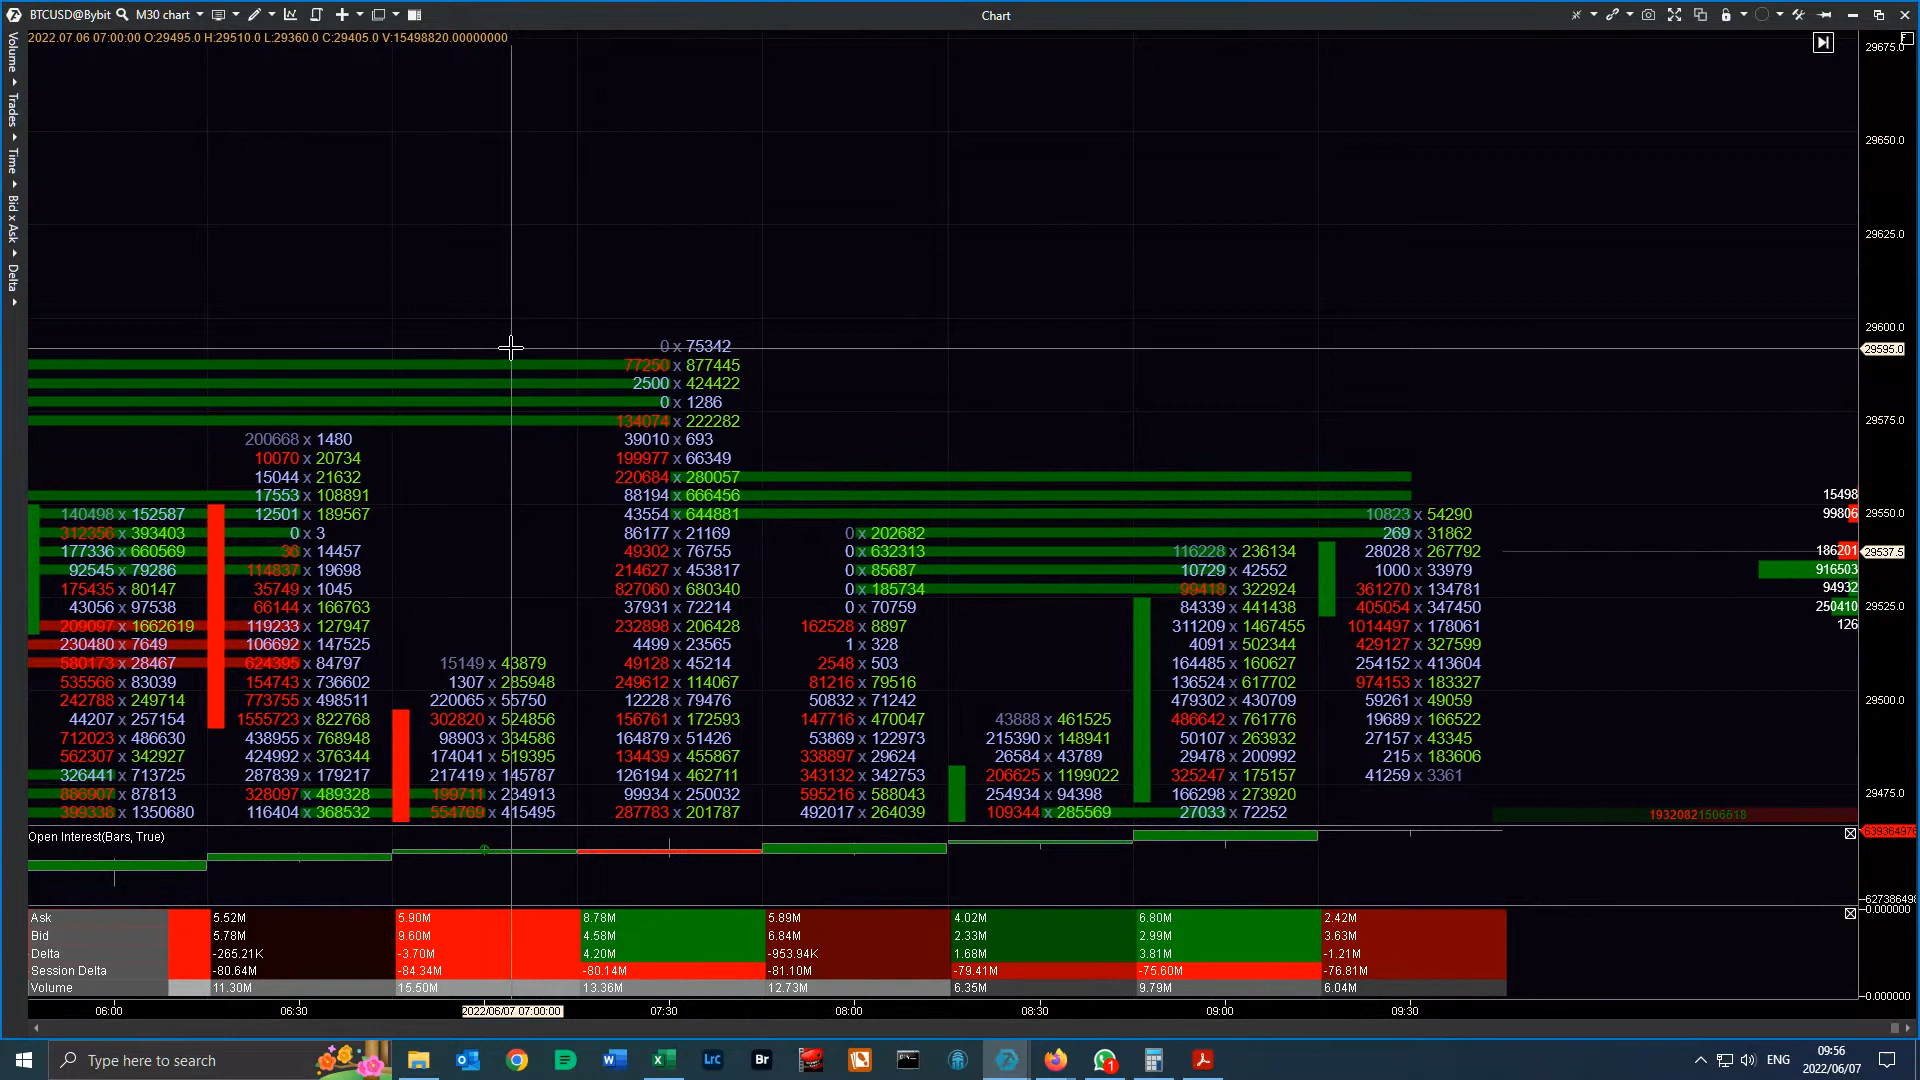 BTCUSD@Bybit M30 chart Chart
2022.07.06 07:00:00 O:29495.0 H:29510.0 L:29360.0 C:29405.0 V:15498820.00000000
Volume
Trades
Time
Bid x Ask
Delta
29675.0
29650.0
29625.0
29600.0
29595.0
29575.0
29550.0
29537.5
29525.0
29500.0
29475.0
0 x 75342
77250 x 877445
2500 x 424422
0 x 1286
134074 x 222282
200668 x 1480 39010 x 693
10070 x 20734 199977 x 66349
15044 x 21632 220684 x 280057
17553 x 108891 88194 x 666456 15498
140498 x 152587 12501 x 189567 43554 x 644881 10823 x 54290 99806
312356 x 393403 0 x 3 86177 x 21169 0 x 202682 269 x 31862
177336 x 660569 36 x 14457 49302 x 76755 0 x 632313 116228 x 236134 28028 x 267792 186201
92545 x 79286 114837 x 19698 214627 x 453817 0 x 85687 10729 x 42552 1000 x 33979 916503
175435 x 80147 35749 x 1045 827060 x 680340 0 x 185734 99418 x 322924 361270 x 134781 94932
43056 x 97538 66144 x 166763 37931 x 72214 0 x 70759 84339 x 441438 405054 x 347450 250410
209097 x 1662619 119233 x 127947 232898 x 206428 162528 x 8897 311209 x 1467455 1014497 x 178061 126
230480 x 7649 106692 x 147525 4499 x 23565 1 x 328 4091 x 502344 429127 x 327599
580173 x 28467 624395 x 84797 15149 x 43879 49128 x 45214 2548 x 503 164485 x 160627 254152 x 413604
535566 x 83039 154743 x 736602 1307 x 285948 249612 x 114067 81216 x 79516 136524 x 617702 974153 x 183327
242788 x 249714 773755 x 498511 220065 x 55750 12228 x 79476 50832 x 71242 479302 x 430709 59261 x 49059
44207 x 257154 1555723 x 822768 302820 x 524856 156761 x 172593 147716 x 470047 43888 x 461525 486642 x 761776 19689 x 166522
712023 x 486630 438955 x 768948 98903 x 334586 164879 x 51426 53869 x 122973 215390 x 148941 50107 x 263932 27157 x 43345
562307 x 342927 424992 x 376344 174041 x 519395 134439 x 455867 338897 x 29624 26584 x 43789 29478 x 200992 215 x 183606
326441 x 713725 287839 x 179217 217419 x 145787 126194 x 462711 343132 x 342753 206625 x 1199022 325247 x 175157 41259 x 3361
886907 x 87813 328097 x 489328 199711 x 234913 99934 x 250032 595216 x 588043 254934 x 94398 166298 x 273920
399338 x 1350680 116404 x 368532 554769 x 415495 287783 x 201787 492017 x 264039 109344 x 285569 27033 x 72252 19320821506618
Open Interest(Bars, True)
639364976
627386498
Ask 5.52M 5.90M 8.78M 5.89M 4.02M 6.80M 2.42M
Bid 5.78M 9.60M 4.58M 6.84M 2.33M 2.99M 3.63M
Delta -265.21K -3.70M 4.20M -953.94K 1.68M 3.81M -1.21M
Session Delta -80.64M -84.34M -80.14M -81.10M -79.41M -75.60M -76.81M
Volume 11.30M 15.50M 13.36M 12.73M 6.35M 9.79M 6.04M
0.000000
0.000000
06:00 06:30 2022/06/07 07:00:00 07:30 08:00 08:30 09:00 09:30
Type here to search
LrC
Br
1
ENG
09:56
2022/06/07